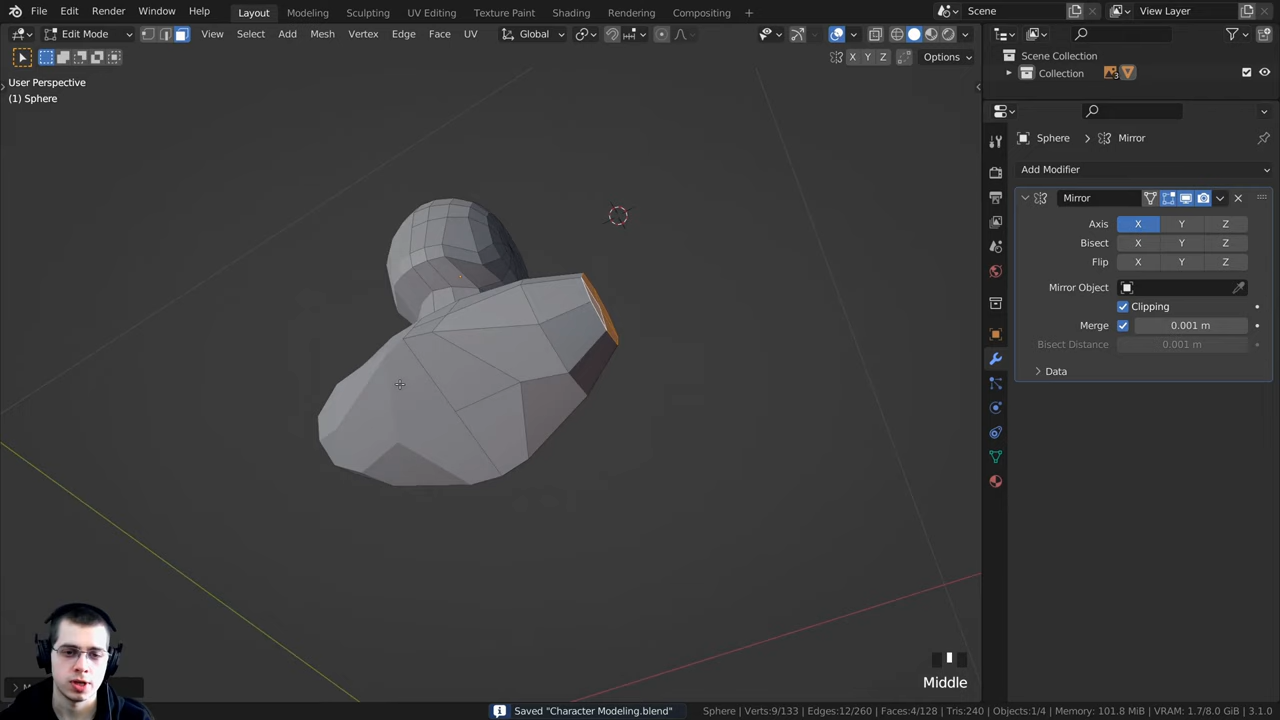 File Edit Render Window Help Layout Modeling Sculpting UV Editing Texture Paint Shading Rendering Compositing + Scene View Layer
Edit Mode View Select Add Mesh Vertex Edge Face UV Global
X Y Z Options
User Perspective
(1) Sphere
Scene Collection
Collection 3
Sphere > Mirror
Add Modifier
Mirror
Axis X Y Z
Bisect X Y Z
Flip X Y Z
Mirror Object
Clipping
Merge 0.001 m
Bisect Distance 0.001 m
Data
Middle
Saved "Character Modeling.blend" Sphere | Verts:9/133 | Edges:12/260 | Faces:4/128 | Tris:240 | Objects:1/4 | Memory: 101.8 MiB | VRAM: 1.7/8.0 GiB | 3.1.0